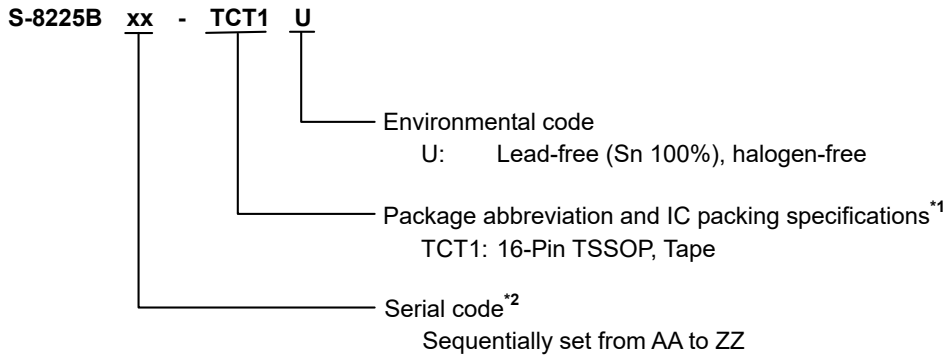 S-8225B xx - TCT1 U
Environmental code
U: Lead-free (Sn 100%), halogen-free
Package abbreviation and IC packing specifications*1
TCT1: 16-Pin TSSOP, Tape
Serial code*2
Sequentially set from AA to ZZ